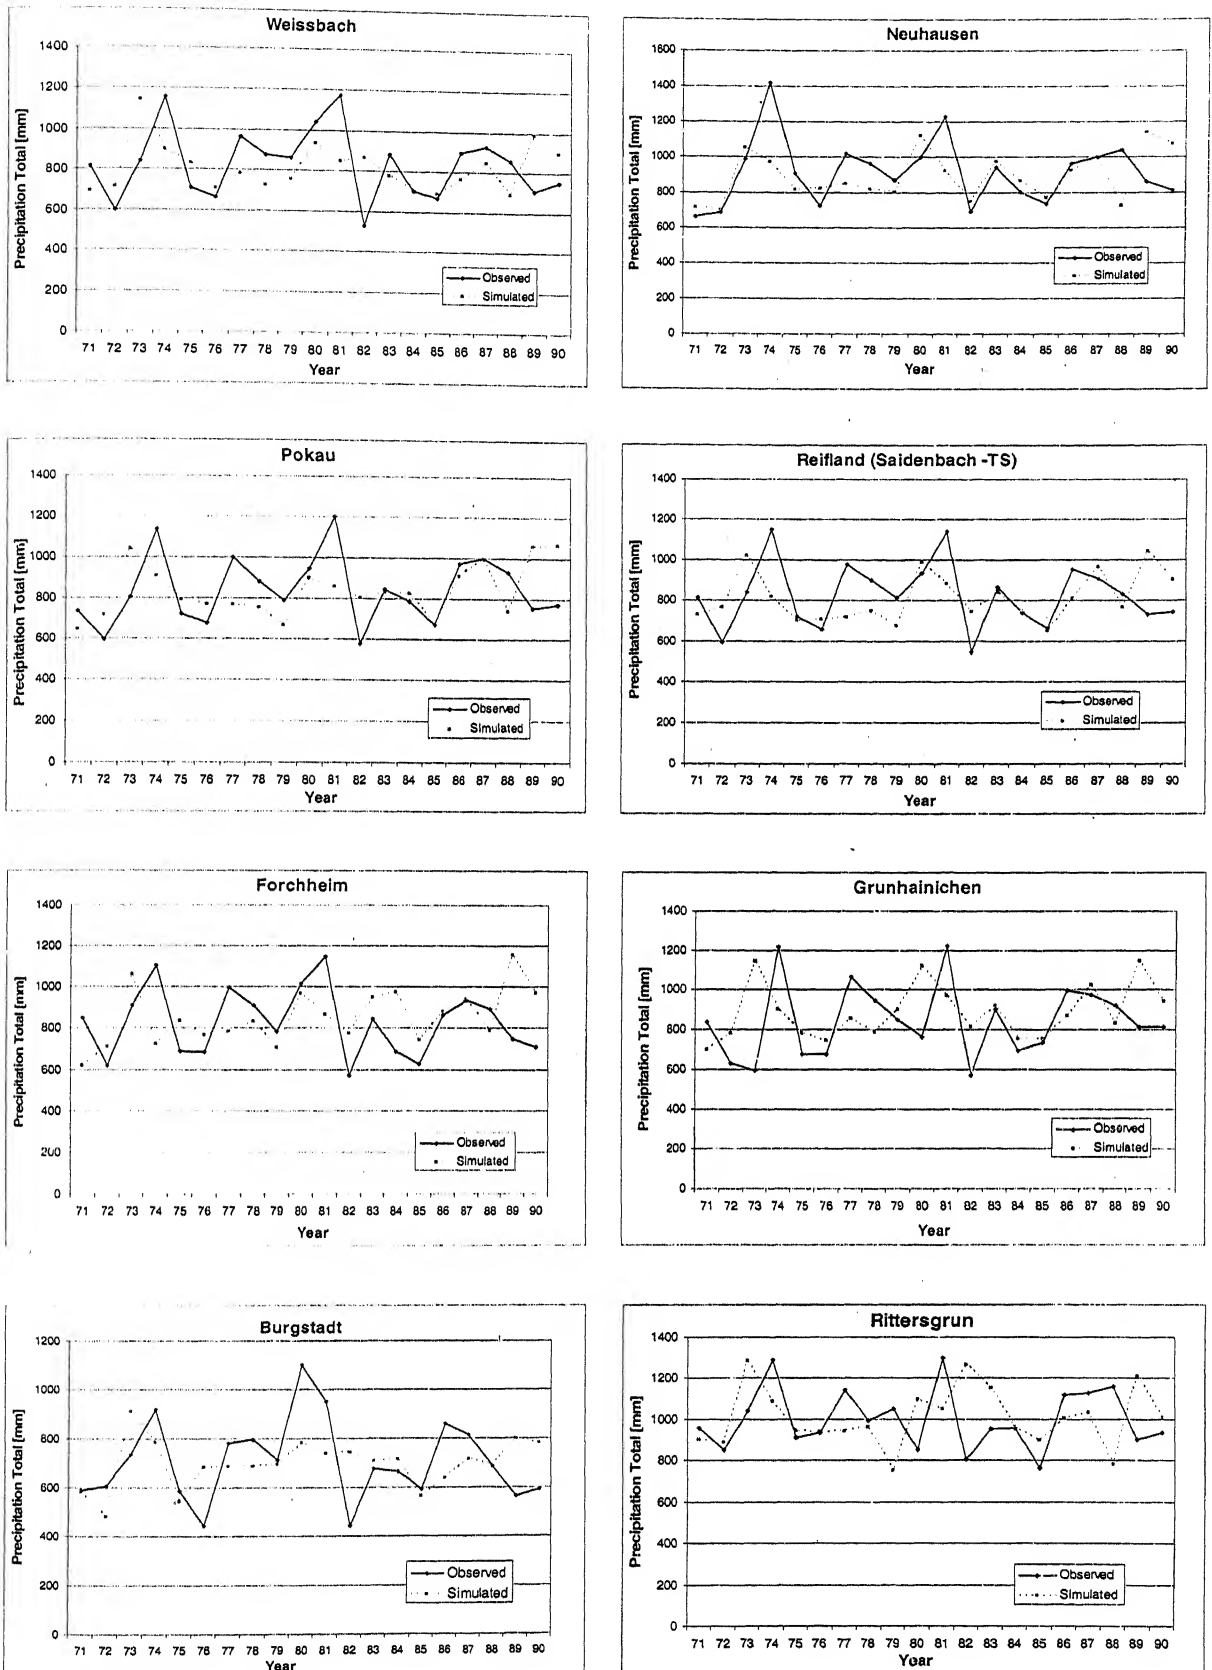 Weissbach
Precipitation Total [mm]
1400
1200
1000
800
600
400
200
0
Observed
Simulated
71 72 73 74 75 76 77 78 79 80 81 82 83 84 85 86 87 88 89 90
Year
Neuhausen
Precipitation Total [mm]
1600
1400
1200
1000
800
600
400
200
0
Observed
Simulated
71 72 73 74 75 76 77 78 79 80 81 82 83 84 85 86 87 88 89 90
Year
Pokau
Precipitation Total [mm]
1400
1200
1000
800
600
400
200
0
Observed
Simulated
71 72 73 74 75 76 77 78 79 80 81 82 83 84 85 86 87 88 89 90
Year
Reifland (Saidenbach -TS)
Precipitation Total [mm]
1400
1200
1000
800
600
400
200
0
Observed
Simulated
71 72 73 74 75 76 77 78 79 80 81 82 83 84 85 86 87 88 89 90
Year
Forchheim
Precipitation Total [mm]
1400
1200
1000
800
600
400
200
0
Observed
Simulated
71 72 73 74 75 76 77 78 79 80 81 82 83 84 85 86 87 88 89 90
Year
Grunhainichen
Precipitation Total [mm]
1400
1200
1000
800
600
400
200
0
Observed
Simulated
71 72 73 74 75 76 77 78 79 80 81 82 83 84 85 86 87 88 89 90
Year
Burgstadt
Precipitation Total [mm]
1200
1000
800
600
400
200
0
Observed
Simulated
71 72 73 74 75 76 77 78 79 80 81 82 83 84 85 86 87 88 89 90
Year
Rittersgrun
Precipitation Total [mm]
1400
1200
1000
800
600
400
200
0
Observed
Simulated
71 72 73 74 75 76 77 78 79 80 81 82 83 84 85 86 87 88 89 90
Year